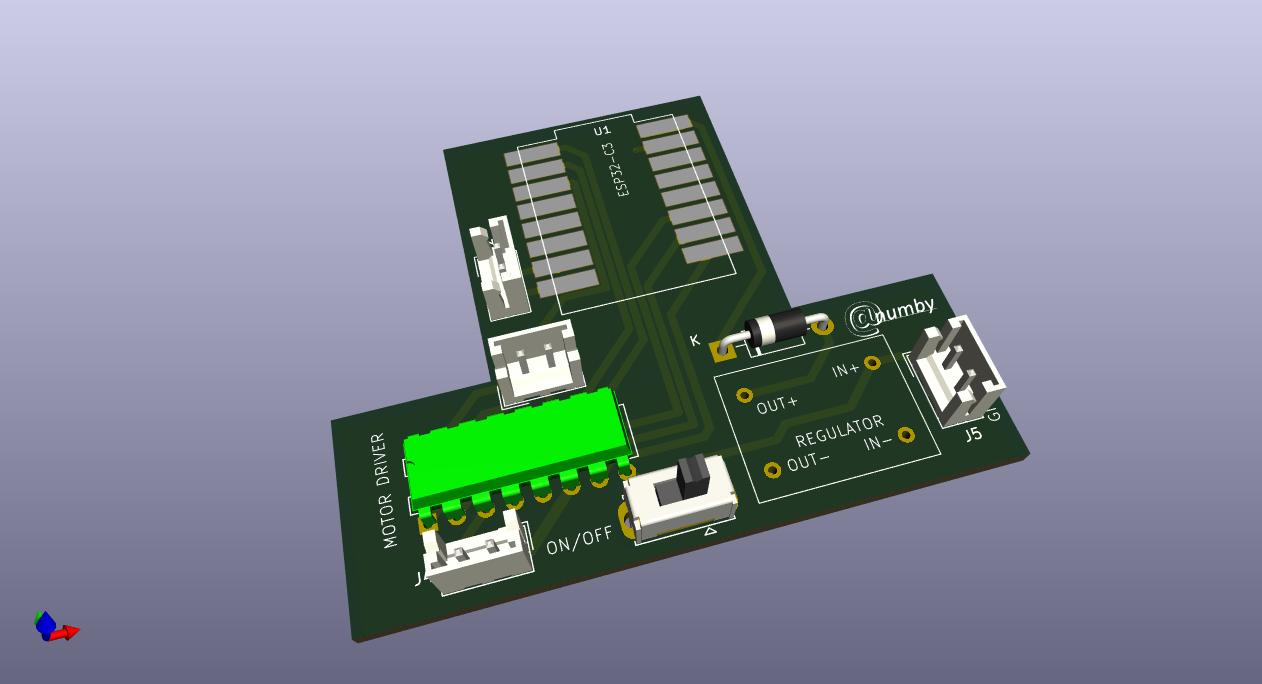 U1
ESP32-C3
K
@numby
IN+
OUT+
REGULATOR
IN-
OUT-
J5
MOTOR DRIVER
ON/OFF